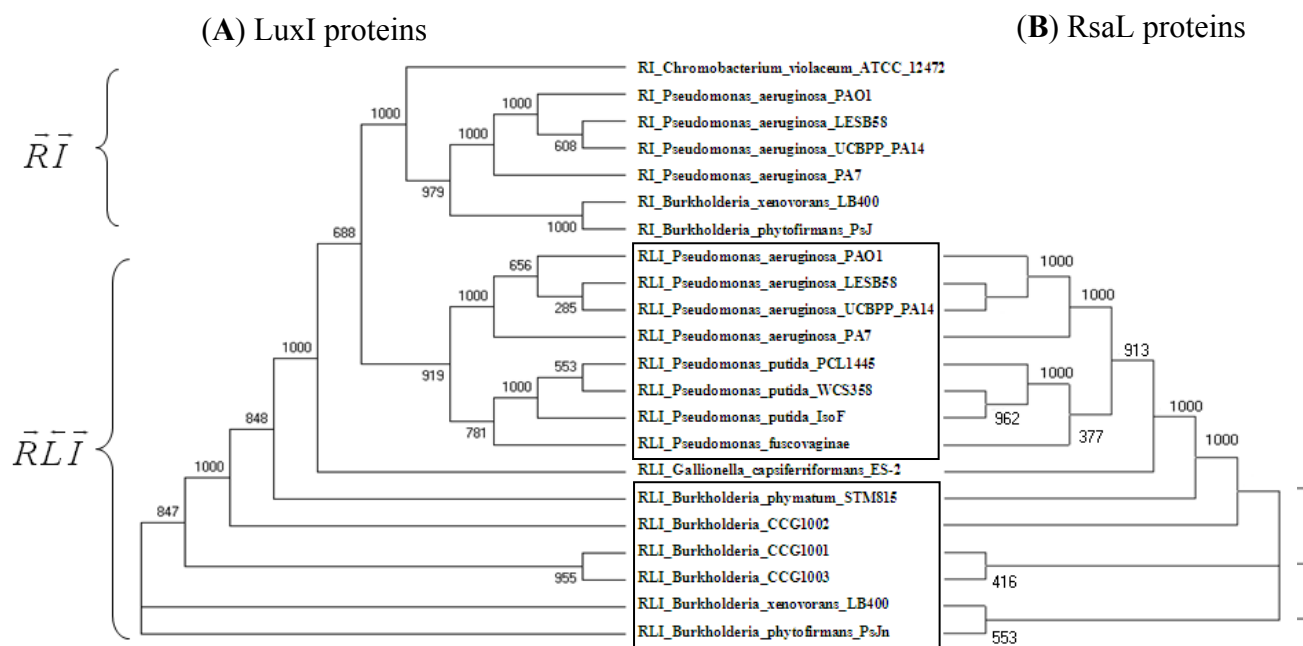 (A) LuxI proteins
(B) RsaL proteins
RI
RLI
RI_Chromobacterium_violaceum_ATCC_12472
RI_Pseudomonas_aeruginosa_PAO1
RI_Pseudomonas_aeruginosa_LESB58
RI_Pseudomonas_aeruginosa_UCBPP_PA14
RI_Pseudomonas_aeruginosa_PA7
RI_Burkholderia_xenovorans_LB400
RI_Burkholderia_phytofirmans_PsJ
RLI_Pseudomonas_aeruginosa_PAO1
RLI_Pseudomonas_aeruginosa_LESB58
RLI_Pseudomonas_aeruginosa_UCBPP_PA14
RLI_Pseudomonas_aeruginosa_PA7
RLI_Pseudomonas_putida_PCL1445
RLI_Pseudomonas_putida_WCS358
RLI_Pseudomonas_putida_IsoF
RLI_Pseudomonas_fuscovaginae
RLI_Gallionella_capsiferriformans_ES-2
RLI_Burkholderia_phymatum_STM815
RLI_Burkholderia_CCG1002
RLI_Burkholderia_CCG1001
RLI_Burkholderia_CCG1003
RLI_Burkholderia_xenovorans_LB400
RLI_Burkholderia_phytofirmans_PsJn
1000
1000
1000
608
979
1000
688
656
285
1000
919
553
1000
781
1000
848
1000
847
955
1000
1000
913
1000
962
377
1000
1000
416
553